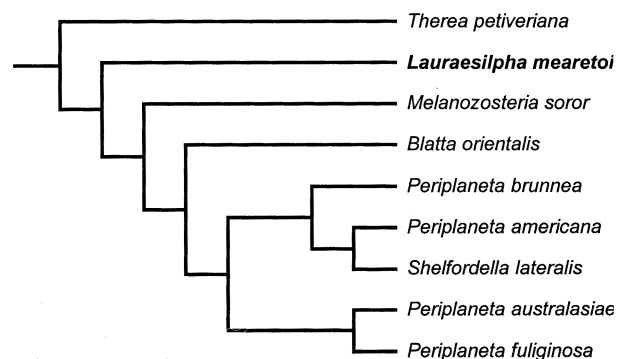 Therea petiveriana
Lauraesilpha mearetoi
Melanozosteria soror
Blatta orientalis
Periplaneta brunnea
Periplaneta americana
Shelfordella lateralis
Periplaneta australasiae
Periplaneta fuliginosa